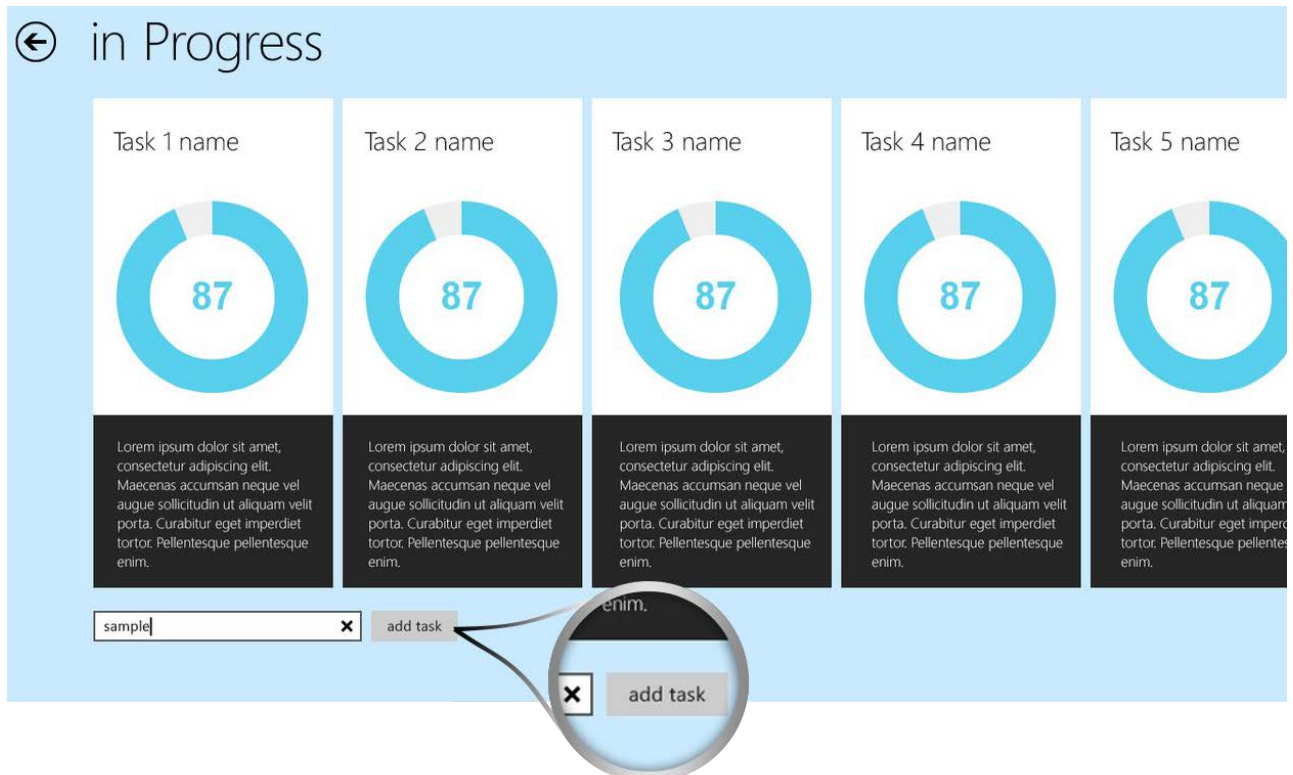 in Progress
Task 1 name
87
Lorem ipsum dolor sit amet,
consectetur adipiscing elit.
Maecenas accumsan neque vel
augue sollicitudin ut aliquam velit
porta. Curabitur eget imperdiet
tortor. Pellentesque pellentesque
enim.
Task 2 name
87
Lorem ipsum dolor sit amet,
consectetur adipiscing elit.
Maecenas accumsan neque vel
augue sollicitudin ut aliquam velit
porta. Curabitur eget imperdiet
tortor. Pellentesque pellentesque
enim.
Task 3 name
87
Lorem ipsum dolor sit amet,
consectetur adipiscing elit.
Maecenas accumsan neque vel
augue sollicitudin ut aliquam velit
porta. Curabitur eget imperdiet
tortor. Pellentesque pellentesque
enim.
Task 4 name
87
Lorem ipsum dolor sit amet,
consectetur adipiscing elit.
Maecenas accumsan neque vel
augue sollicitudin ut aliquam velit
porta. Curabitur eget imperdiet
tortor. Pellentesque pellentesque
enim.
Task 5 name
87
Lorem ipsum dolor sit amet,
consectetur adipiscing elit.
Maecenas accumsan neque
augue sollicitudin ut aliquam
porta. Curabitur eget
tortor. Pellentesque
enim.
sample
add task
enim.
add task